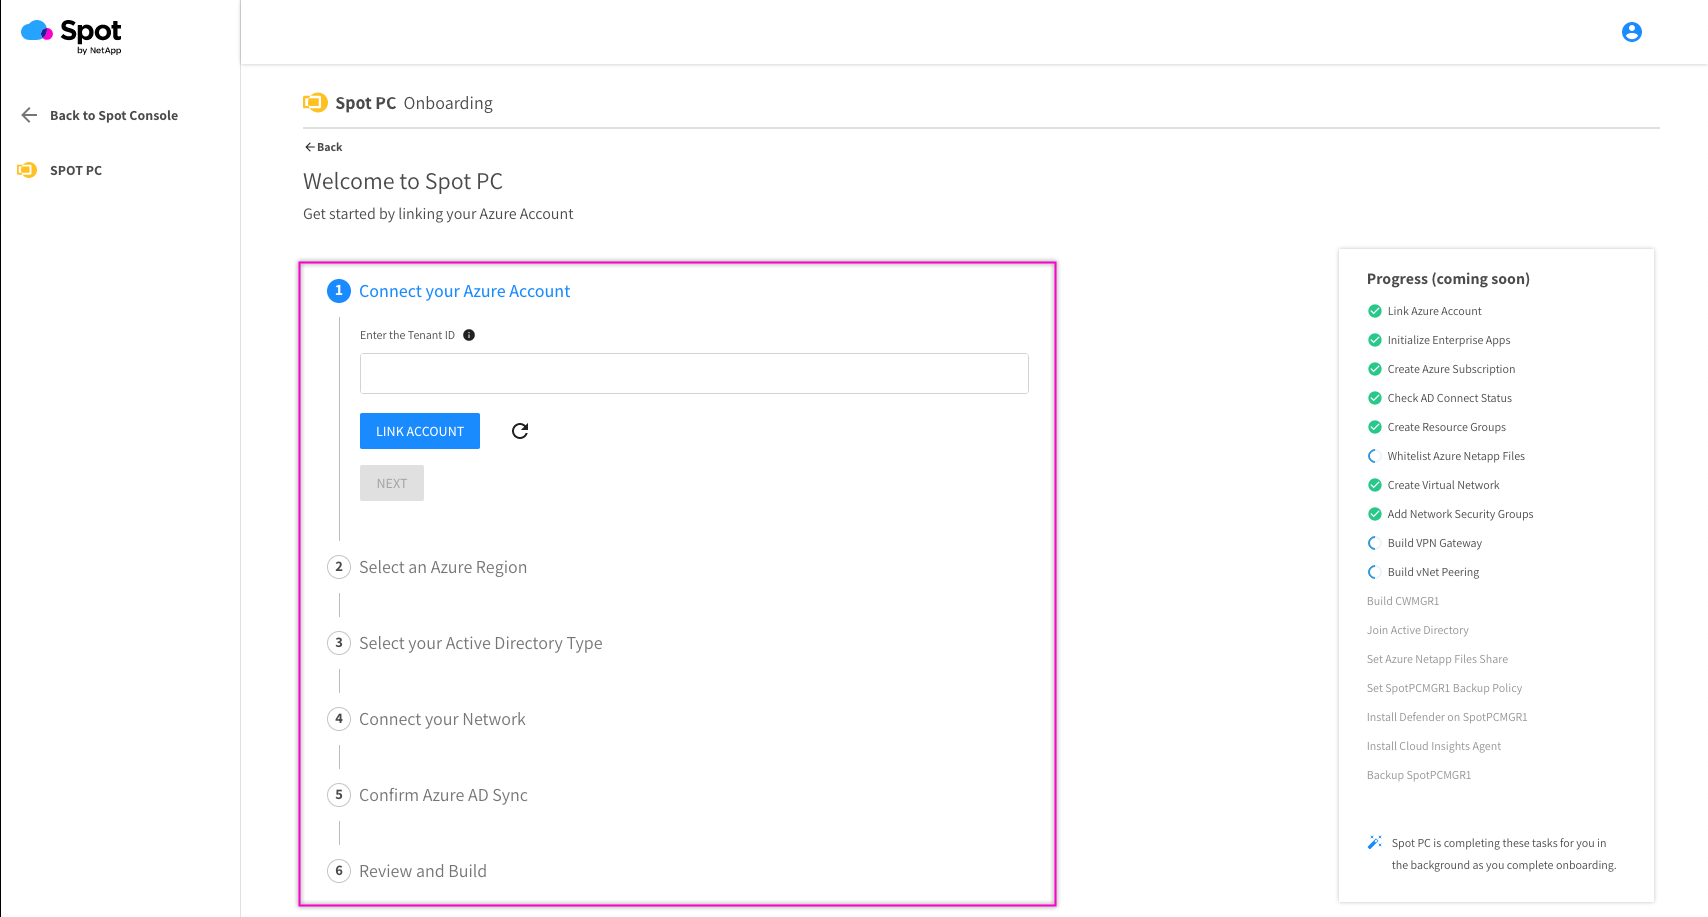 Spot
by NetApp
Back to Spot Console
SPOT PC
Spot PC Onboarding
Back
Welcome to Spot PC
Get started by linking your Azure Account
1 Connect your Azure Account
Enter the Tenant ID
LINK ACCOUNT
NEXT
2 Select an Azure Region
3 Select your Active Directory Type
4 Connect your Network
5 Confirm Azure AD Sync
6 Review and Build
Progress (coming soon)
Link Azure Account
Initialize Enterprise Apps
Create Azure Subscription
Check AD Connect Status
Create Resource Groups
Whitelist Azure Netapp Files
Create Virtual Network
Add Network Security Groups
Build VPN Gateway
Build vNet Peering
Build CWMGR1
Join Active Directory
Set Azure Netapp Files Share
Set SpotPCMGR1 Backup Policy
Install Defender on SpotPCMGR1
Install Cloud Insights Agent
Backup SpotPCMGR1
Spot PC is completing these tasks for you in
the background as you complete onboarding.